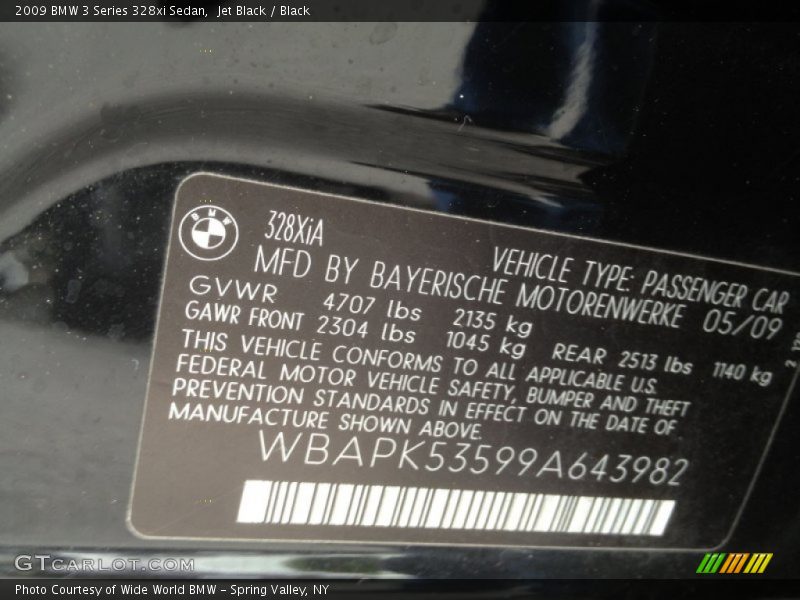 2009 BMW 3 Series 328xi Sedan,  Jet Black / Black
BMW
328XiA
VEHICLE TYPE: PASSENGER CAR
MFD BY BAYERISCHE MOTORENWERKE 05/09
GVWR 4707 lbs 2135 kg
GAWR FRONT 2304 lbs 1045 kg REAR 2513 lbs 1140 kg
THIS VEHICLE CONFORMS TO ALL APPLICABLE U.S.
FEDERAL MOTOR VEHICLE SAFETY, BUMPER AND THEFT
PREVENTION STANDARDS IN EFFECT ON THE DATE OF
MANUFACTURE SHOWN ABOVE.
WBAPK53599A643982
GTCARLOT.COM
Photo Courtesy of Wide World BMW - Spring Valley, NY